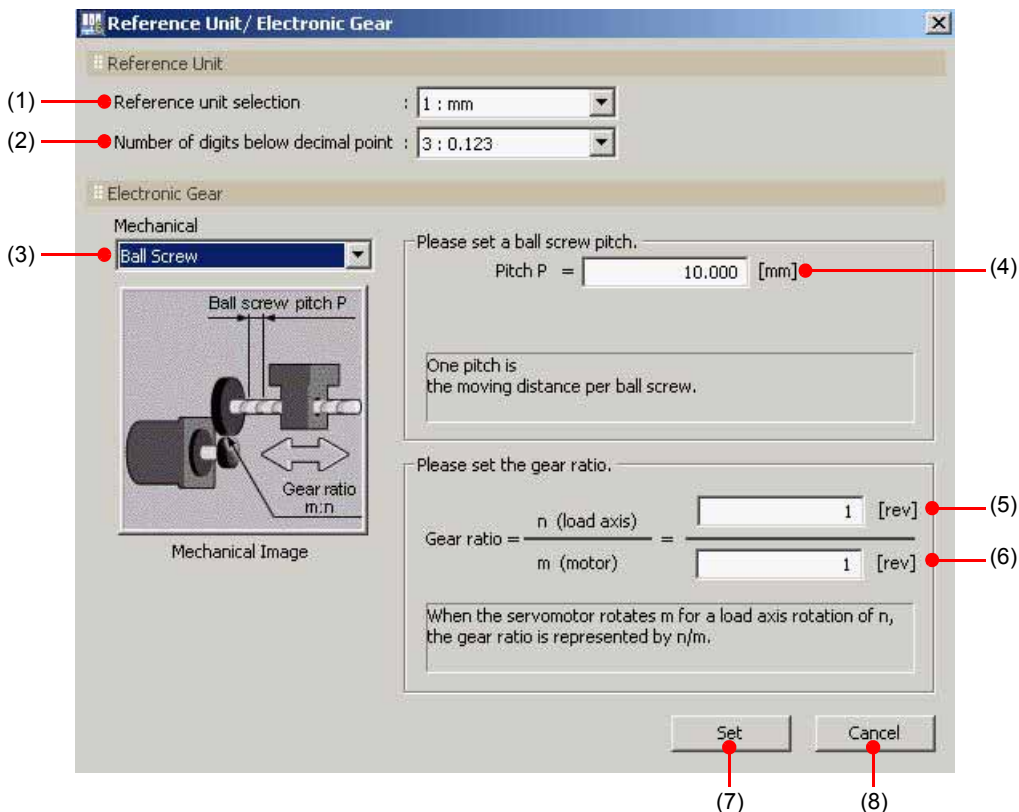 Reference Unit/ Electronic Gear
Reference Unit
(1)
Reference unit selection : 1 : mm
(2)
Number of digits below decimal point : 3 : 0.123
Electronic Gear
Mechanical
(3)
Ball Screw
Ball screw pitch P
Gear ratio
m:n
Mechanical Image
Please set a ball screw pitch.
Pitch P = 10.000 [mm]
(4)
One pitch is
the moving distance per ball screw.
Please set the gear ratio.
Gear ratio = n (load axis) / m (motor) =
1 [rev]
(5)
1 [rev]
(6)
When the servomotor rotates m for a load axis rotation of n,
the gear ratio is represented by n/m.
Set
Cancel
(7)
(8)